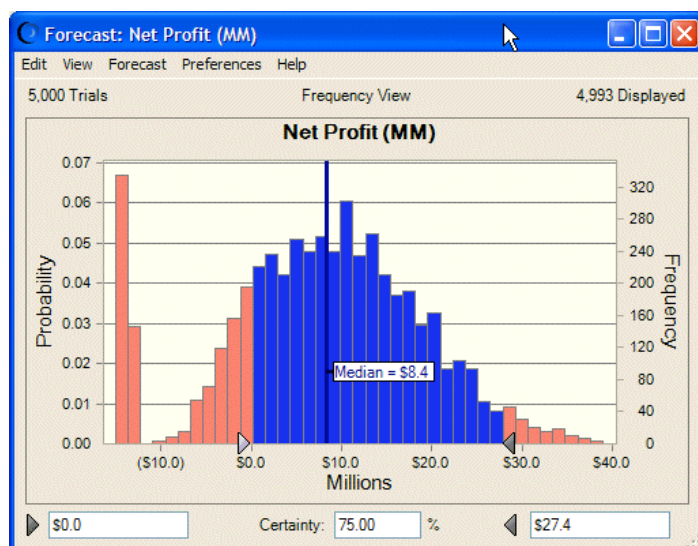 Forecast: Net Profit (MM)
Edit View Forecast Preferences Help
5,000 Trials Frequency View 4,993 Displayed
Net Profit (MM)
0.07
0.06
0.05
0.04
0.03
0.02
0.01
0.00
Probability
320
280
240
200
160
120
80
40
0
Frequency
Median = $8.4
($10.0) $0.0 $10.0 $20.0 $30.0 $40.0
Millions
$0.0 Certainty: 75.00 % $27.4